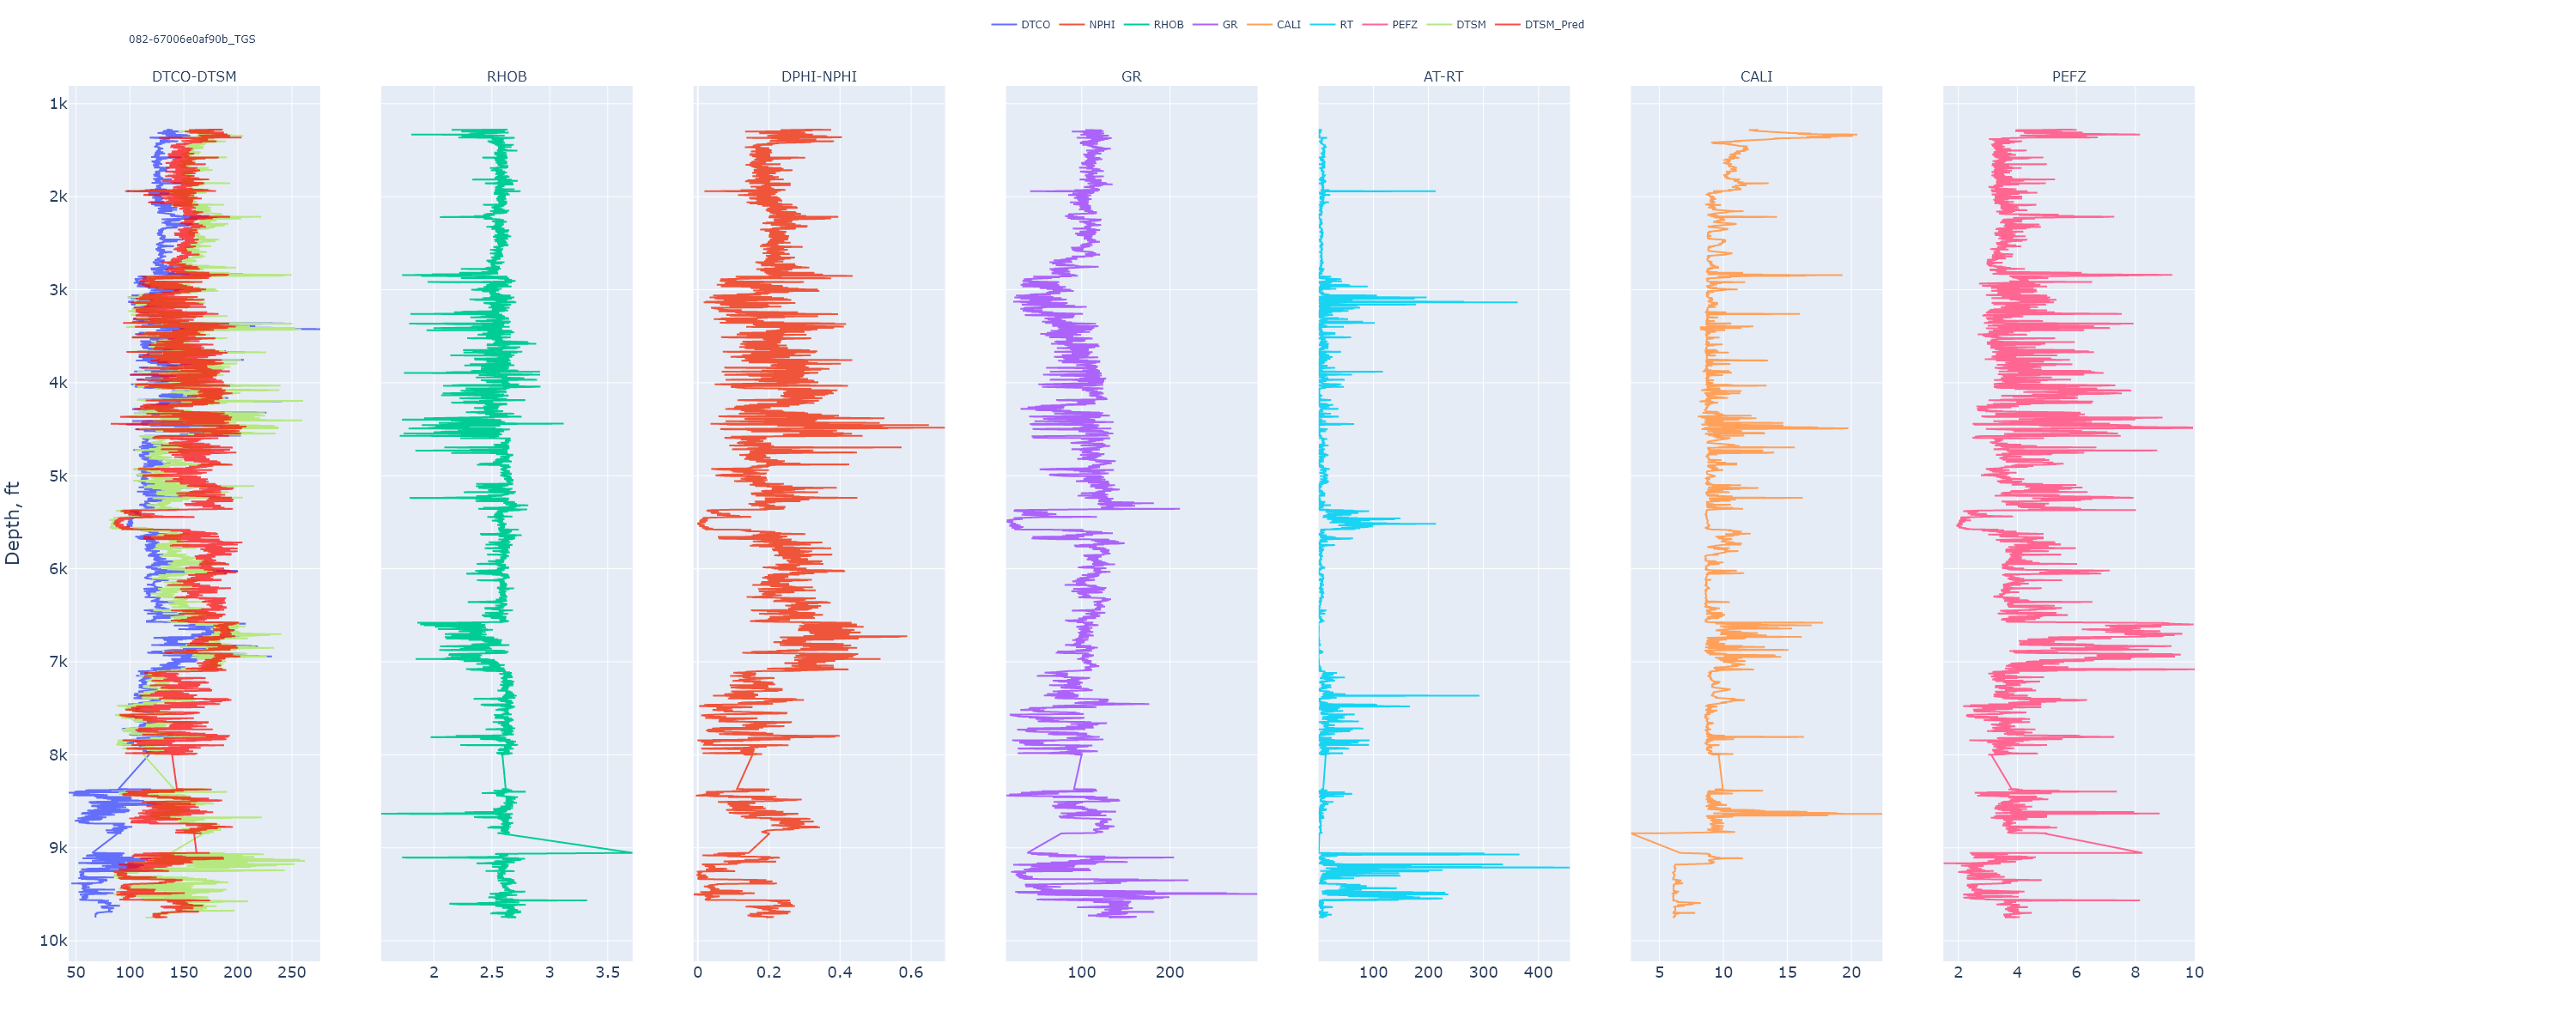 DTCO NPHI RHOB GR CALI RT PEFZ DTSM DTSM_Pred
082-67006e0af90b_TGS
DTCO-DTSM RHOB DPHI-NPHI GR AT-RT CALI PEFZ
Depth, ft
1k
2k
3k
4k
5k
6k
7k
8k
9k
10k
50 100 150 200 250 2 2.5 3 3.5 0 0.2 0.4 0.6 100 200 100 200 300 400 5 10 15 20 2 4 6 8 10